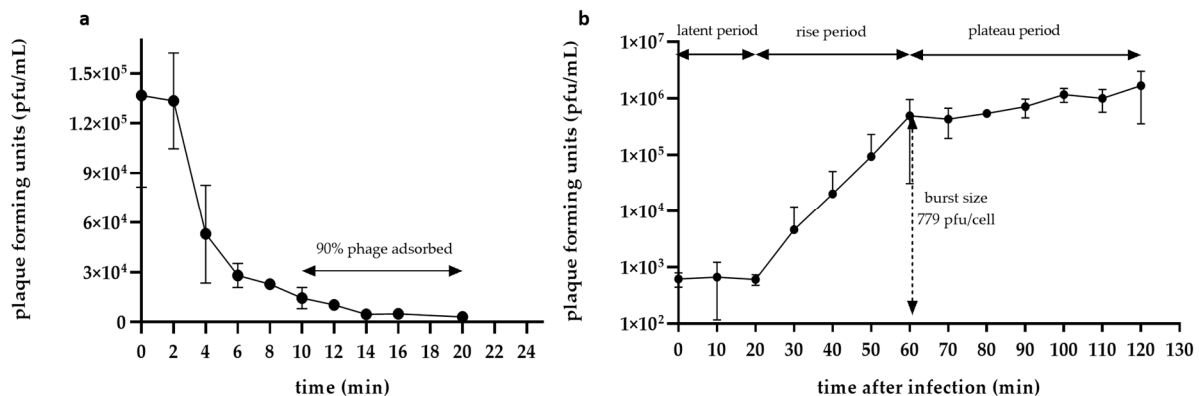 a
plaque forming units (pfu/mL)
1.5×10⁵
1.2×10⁵
9×10⁴
6×10⁴
3×10⁴
0
90% phage adsorbed
0 2 4 6 8 10 12 14 16 18 20 22 24
time (min)
b
plaque forming units (pfu/mL)
latent period rise period plateau period
1×10⁷
1×10⁶
1×10⁵
1×10⁴
1×10³
1×10²
burst size
779 pfu/cell
0 10 20 30 40 50 60 70 80 90 100 110 120 130
time after infection (min)